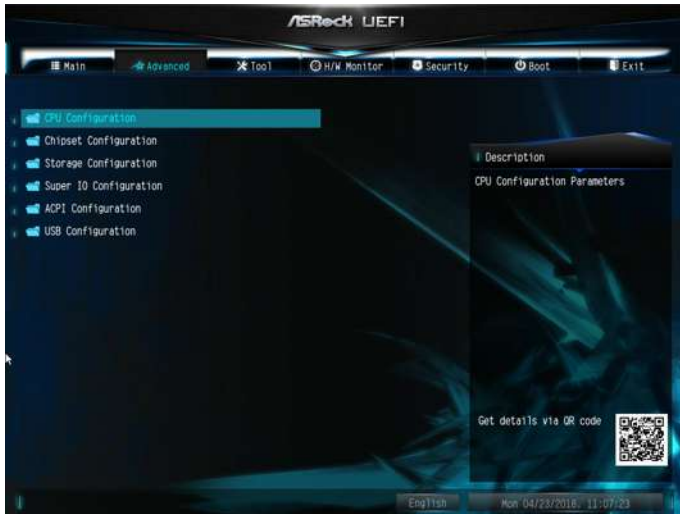 ASRock UEFI
Main Advanced Tool H/W Monitor Security Boot Exit
CPU Configuration
Chipset Configuration
Storage Configuration
Super IO Configuration
ACPI Configuration
USB Configuration
Description
CPU Configuration Parameters
Get details via QR code
English Mon 04/23/2018. 11:07:23